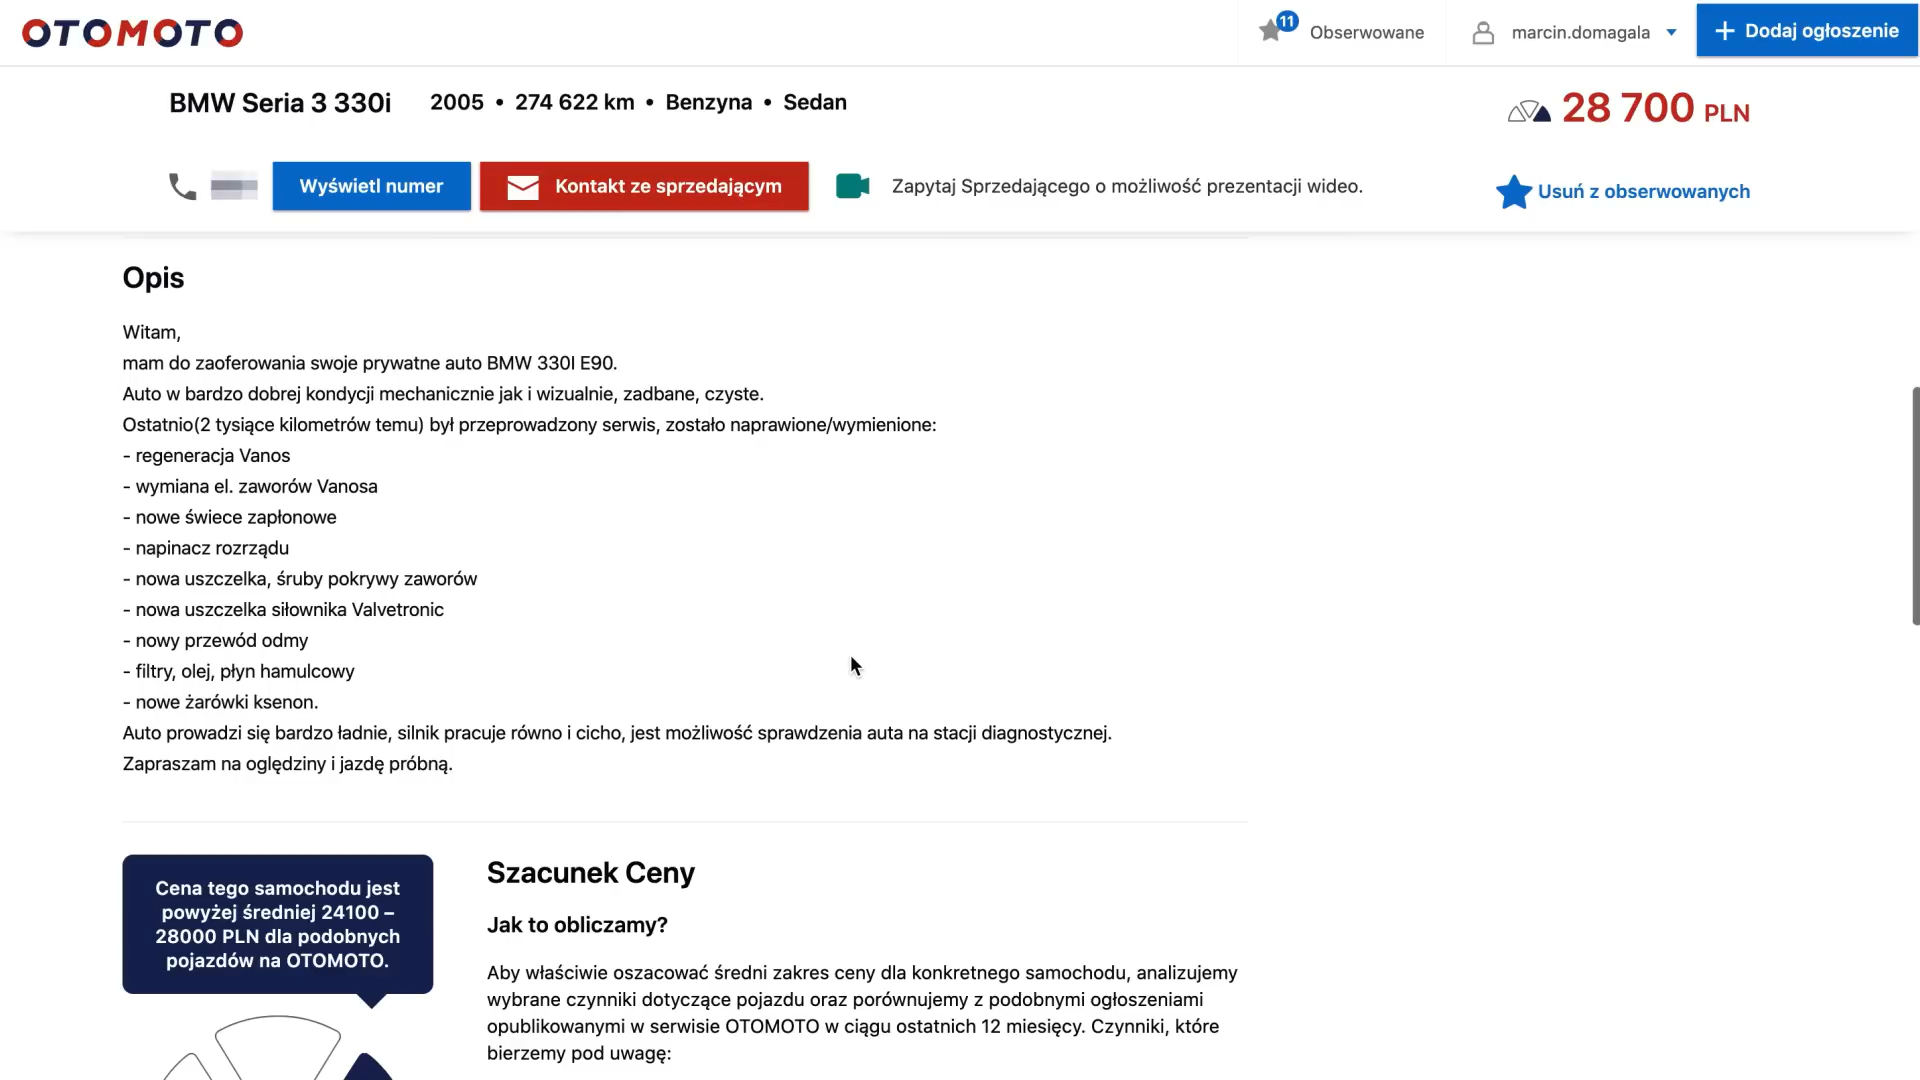 OTOMOTO
11
Obserwowane
marcin.domagala
Dodaj ogłoszenie
BMW Seria 3 330i
2005 • 274 622 km • Benzyna • Sedan
28 700 PLN
Wyświetl numer
Kontakt ze sprzedającym
Zapytaj Sprzedającego o możliwość prezentacji wideo.
Usuń z obserwowanych
Opis
Witam,
mam do zaoferowania swoje prywatne auto BMW 330I E90.
Auto w bardzo dobrej kondycji mechanicznie jak i wizualnie, zadbane, czyste.
Ostatnio(2 tysiące kilometrów temu) był przeprowadzony serwis, zostało naprawione/wymienione:
- regeneracja Vanos
- wymiana el. zaworów Vanosa
- nowe świece zapłonowe
- napinacz rozrządu
- nowa uszczelka, śruby pokrywy zaworów
- nowa uszczelka siłownika Valvetronic
- nowy przewód odmy
- filtry, olej, płyn hamulcowy
- nowe żarówki ksenon.
Auto prowadzi się bardzo ładnie, silnik pracuje równo i cicho, jest możliwość sprawdzenia auta na stacji diagnostycznej.
Zapraszam na oględziny i jazdę próbną.
Cena tego samochodu jest
powyżej średniej 24100 –
28000 PLN dla podobnych
pojazdów na OTOMOTO.
Szacunek Ceny
Jak to obliczamy?
Aby właściwie oszacować średni zakres ceny dla konkretnego samochodu, analizujemy
wybrane czynniki dotyczące pojazdu oraz porównujemy z podobnymi ogłoszeniami
opublikowanymi w serwisie OTOMOTO w ciągu ostatnich 12 miesięcy. Czynniki, które
bierzemy pod uwagę: